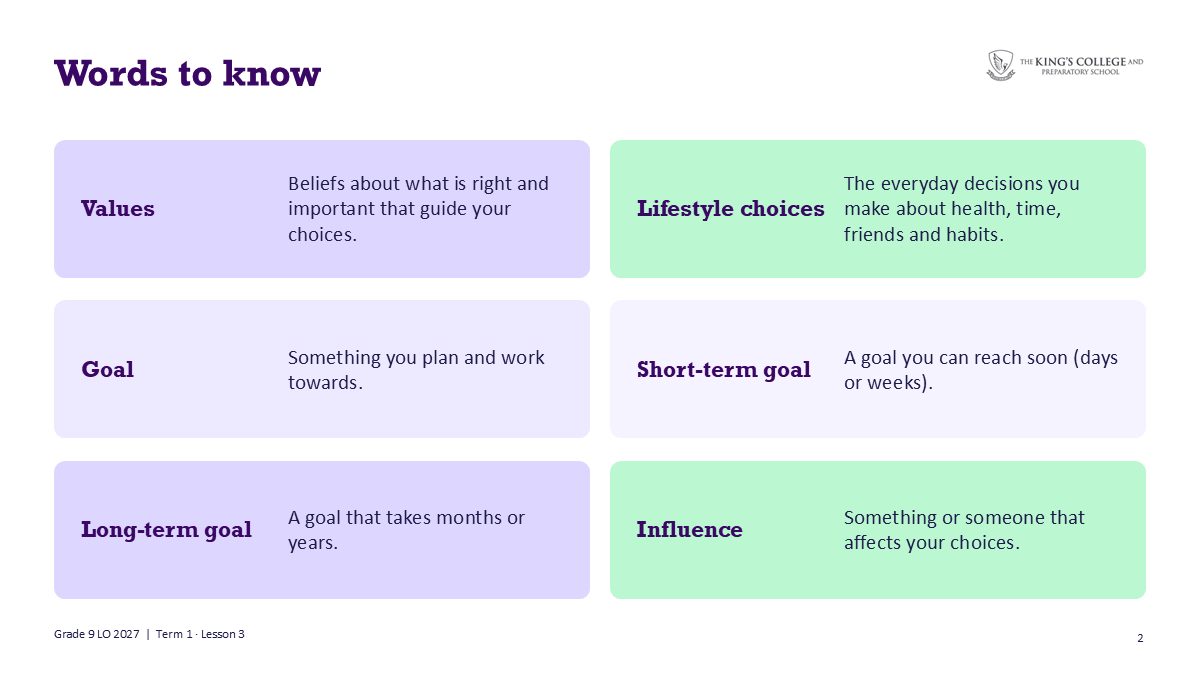 Words to know
THE KING'S COLLEGE AND
PREPARATORY SCHOOL
Values
Beliefs about what is right and
important that guide your
choices.
Lifestyle choices
The everyday decisions you
make about health, time,
friends and habits.
Goal
Something you plan and work
towards.
Short-term goal
A goal you can reach soon (days
or weeks).
Long-term goal
A goal that takes months or
years.
Influence
Something or someone that
affects your choices.
Grade 9 LO 2027 | Term 1 · Lesson 3
2